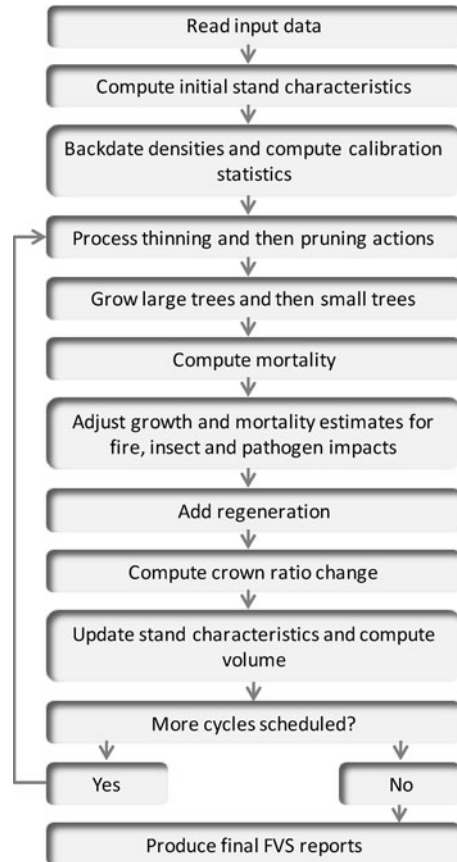 Read input data
Compute initial stand characteristics
Backdate densities and compute calibration
statistics
Process thinning and then pruning actions
Grow large trees and then small trees
Compute mortality
Adjust growth and mortality estimates for
fire, insect and pathogen impacts
Add regeneration
Compute crown ratio change
Update stand characteristics and compute
volume
More cycles scheduled?
Yes
No
Produce final FVS reports